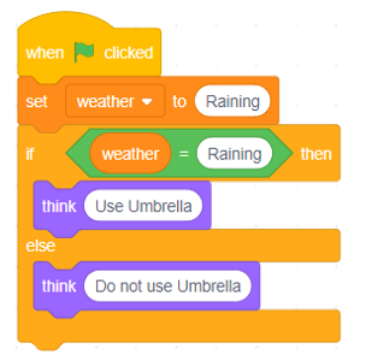 when clicked
set weather to Raining
if weather = Raining then
think Use Umbrella
else
think Do not use Umbrella